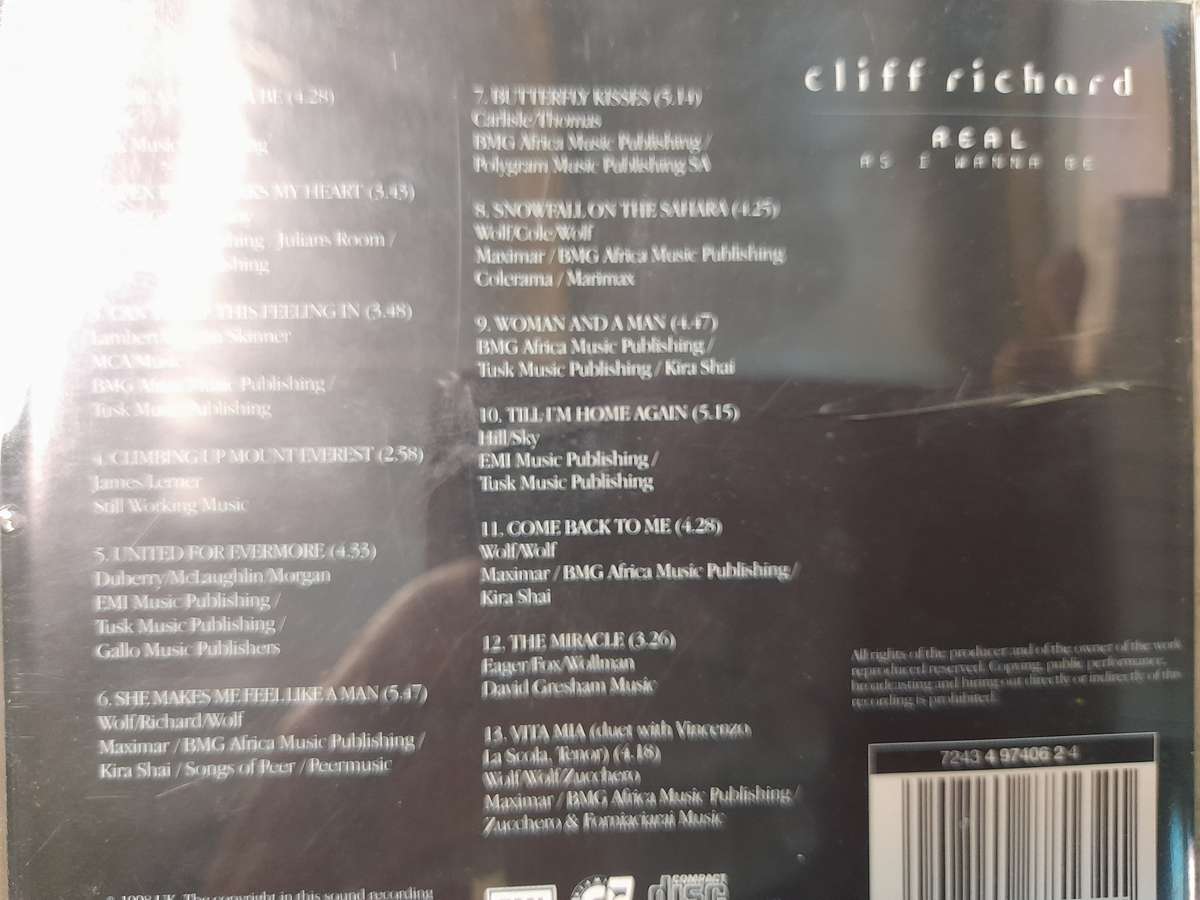 BE (4.28)
Music
MY HEART (3.43)
Julians Room /
THIS FEELING IN (3.48)
Skinner
BMG Publishing /
Tusk Music Publishing
4. CLIMBING UP MOUNT EVEREST (2.58)
James/Lerner
Still Working Music
5. UNITED FOR EVERMORE (4.33)
Duberry/McLaughlin/Morgan
EMI Music Publishing /
Tusk Music Publishing /
Gallo Music Publishers
6. SHE MAKES ME FEEL LIKE A MAN (5.47)
Wolf/Richard/Wolf
Maximar / BMG Africa Music Publishing /
Kira Shai / Songs of Peer / Peermusic
7. BUTTERFLY KISSES (5.14)
Carlisle/Thomas
BMG Africa Music Publishing /
Polygram Music Publishing SA
8. SNOWFALL ON THE SAHARA (4.25)
Wolf/Cole/Wolf
Maximar / BMG Africa Music Publishing
Colerama / Marimax
9. WOMAN AND A MAN (4.47)
BMG Africa Music Publishing /
Tusk Music Publishing / Kira Shai
10. TILL I'M HOME AGAIN (5.15)
Hill/Sky
EMI Music Publishing /
Tusk Music Publishing
11. COME BACK TO ME (4.28)
Wolf/Wolf
Maximar / BMG Africa Music Publishing /
Kira Shai
12. THE MIRACLE (3.26)
Eager/Fox/Wollman
David Gresham Music
13. VITA MIA (duet with Vincenzo
La Scola, Tenor) (4.18)
Wolf/Wolf/Zucchero
Maximar / BMG Africa Music Publishing /
Zucchero & Music
cliff richard
REAL
AS I WANNA BE
All rights of the producer and of the owner of the work
reproduced reserved. Copying, public performance,
broadcasting and hiring out directly or indirectly of this
recording is prohibited.
7243 4 97406 2 4
1998 UK. The copyright in this sound recording
COMPACT
disc